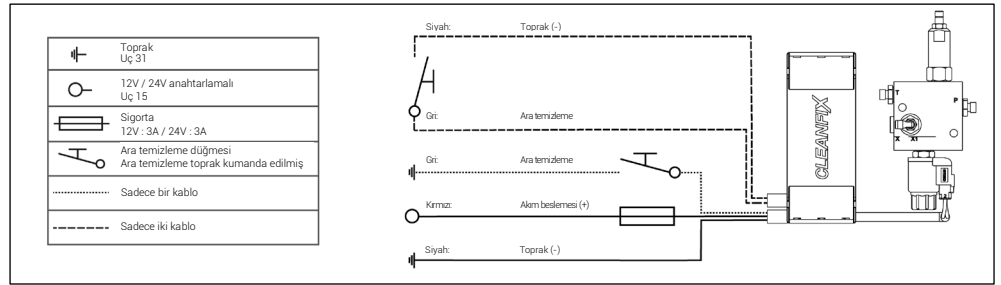 Toprak
Uç 31
12V / 24V anahtarlamalı
Uç 15
Sigorta
12V : 3A / 24V : 3A
Ara temizleme düğmesi
Ara temizleme toprak kumanda edilmiş
Sadece bir kablo
Sadece iki kablo
Siyah: Toprak (-)
Gri: Ara temizleme
Gri: Ara temizleme
Kırmızı: Akım beslemesi (+)
Siyah: Toprak (-)
CLEANFIX
T
P
X X1